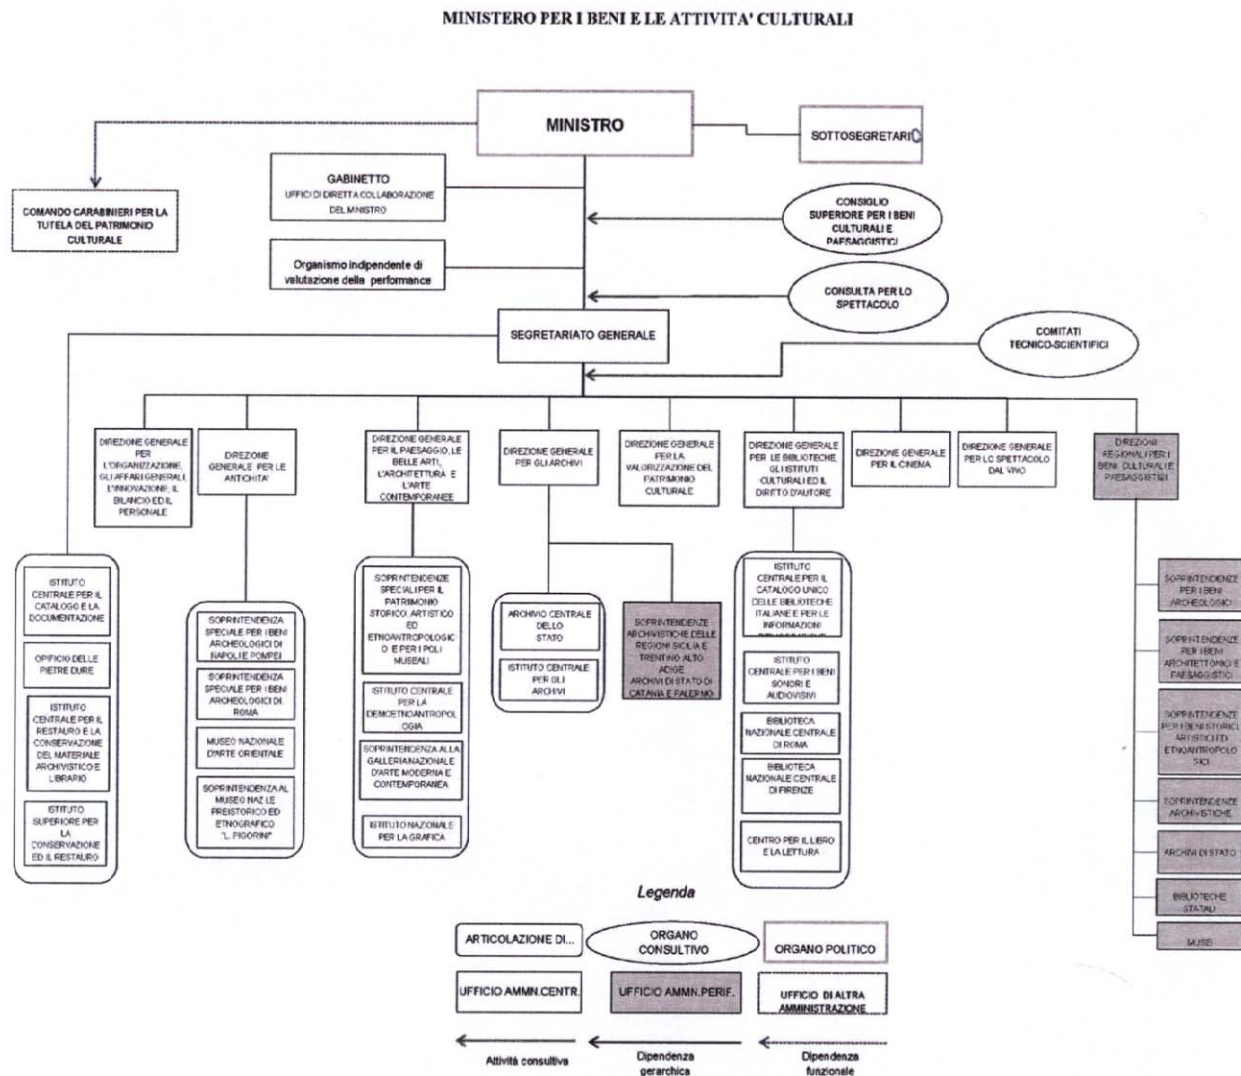 MINISTERO PER I BENI E LE ATTIVITA' CULTURALI
MINISTRO
SOTTOSEGRETARIO
GABINETTO
UFFICI DI DIRETTA COLLABORAZIONE
DEL MINISTRO
COMANDO CARABINIERI PER LA
TUTELA DEL PATRIMONIO
CULTURALE
CONSIGLIO
SUPERIORE PER I BENI
CULTURALI E
PAESAGGISTICI
Organismo indipendente di
valutazione della performance
CONSULTA PER LO
SPETTACOLO
SEGRETARIATO GENERALE
COMITATI
TECNICO-SCIENTIFICI
DIREZIONE GENERALE
PER
L'ORGANIZZAZIONE,
GLI AFFARI GENERALI,
L'INNOVAZIONE, IL
BILANCIO ED IL
PERSONALE
DIREZIONE
GENERALE PER LE
ANTICHITA'
DIREZIONE GENERALE
PER IL PAESAGGIO, LE
BELLE ARTI,
L'ARCHITETTURA E
L'ARTE
CONTEMPORANEE
DIREZIONE GENERALE
PER GLI ARCHIVI
DIREZIONE GENERALE
PER LA
VALORIZZAZIONE DEL
PATRIMONIO
CULTURALE
DIREZIONE GENERALE
PER LE BIBLIOTECHE,
GLI ISTITUTI
CULTURALI ED IL
DIRITTO D'AUTORE
DIREZIONE GENERALE
PER IL CINEMA
DIREZIONE GENERALE
PER LO SPETTACOLO
DAL VIVO
DIREZIONI
REGIONALI PER I
BENI CULTURALI E
PAESAGGISTICI
ISTITUTO
CENTRALE PER IL
CATALOGO E LA
DOCUMENTAZIONE
OPIFICIO DELLE
PIETRE DURE
ISTITUTO
CENTRALE PER IL
RESTAURO E LA
CONSERVAZIONE
DEL MATERIALE
ARCHIVISTICO E
LIBRARIO
ISTITUTO
SUPERIORE PER
LA
CONSERVAZIONE
ED IL RESTAURO
SOPRINTENDENZA
SPECIALE PER I BENI
ARCHEOLOGICI DI
NAPOLI E POMPEI
SOPRINTENDENZA
SPECIALE PER I BENI
ARCHEOLOGICI DI
ROMA
MUSEO NAZIONALE
D'ARTE ORIENTALE
SOPRINTENDENZA AL
MUSEO NAZ.LE
PREISTORICO ED
ETNOGRAFICO
"L. PIGORINI"
SOPRINTENDENZE
SPECIALI PER IL
PATRIMONIO
STORICO, ARTISTICO
ED
ETNOANTROPOLOGIC
O E PER I POLI
MUSEALI
ISTITUTO CENTRALE
PER LA
DEMOETNOANTROPOL
OGIA
SOPRINTENDENZA ALLA
GALLERIA NAZIONALE
D'ARTE MODERNA E
CONTEMPORANEA
ISTITUTO NAZIONALE
PER LA GRAFICA
ARCHIVIO CENTRALE
DELLO
STATO
ISTITUTO CENTRALE
PER GLI
ARCHIVI
SOPRINTENDENZE
ARCHIVISTICHE DELLE
REGIONI SICILIA E
TRENTINO ALTO
ADIGE
ARCHIVI DI STATO DI
CATANIA E PALERMO
ISTITUTO
CENTRALE PER IL
CATALOGO UNICO
DELLE BIBLIOTECHE
ITALIANE E PER LE
INFORMAZIONI
ISTITUTO
CENTRALE PER I BENI
SONORI E
AUDIOVISIVI
BIBLIOTECA
NAZIONALE CENTRALE
DI ROMA
BIBLIOTECA
NAZIONALE CENTRALE
DI FIRENZE
CENTRO PER IL LIBRO
E LA LETTURA
SOPRINTENDENZE
PER I BENI
ARCHEOLOGICI
SOPRINTENDENZE
PER I BENI
ARCHITETTONICI E
PAESAGGISTICI
SOPRINTENDENZE
PER I BENI STORICI
ARTISTICI ED
ETNOANTROPOLO
GICI
SOPRINTENDENZE
ARCHIVISTICHE
ARCHIVI DI STATO
BIBLIOTECHE
STATALI
MUSEI
Legenda
ARTICOLAZIONE DI...
ORGANO
CONSULTIVO
ORGANO POLITICO
UFFICIO AMMN.CENTR.
UFFICIO AMMN.PERIF.
UFFICIO DI ALTRA
AMMINISTRAZIONE
Attività consultiva
Dipendenza
gerarchica
Dipendenza
funzionale